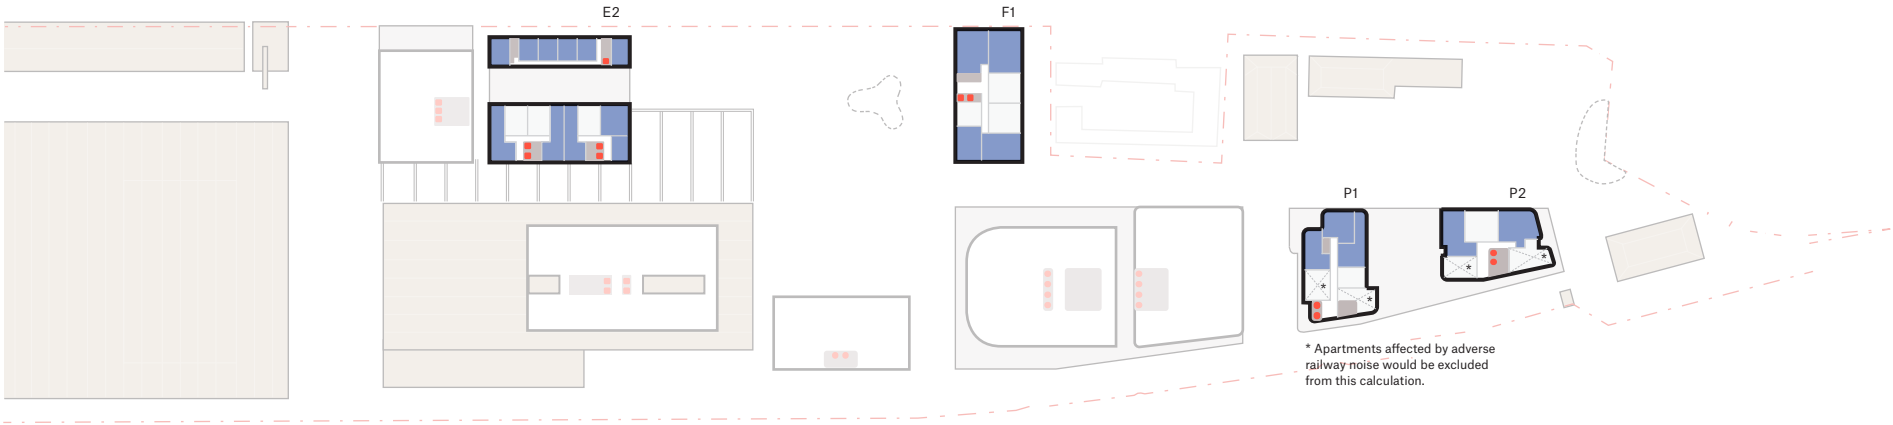 E2
F1
P1
P2
*
*
*
*
* Apartments affected by adverse
railway noise would be excluded
from this calculation.